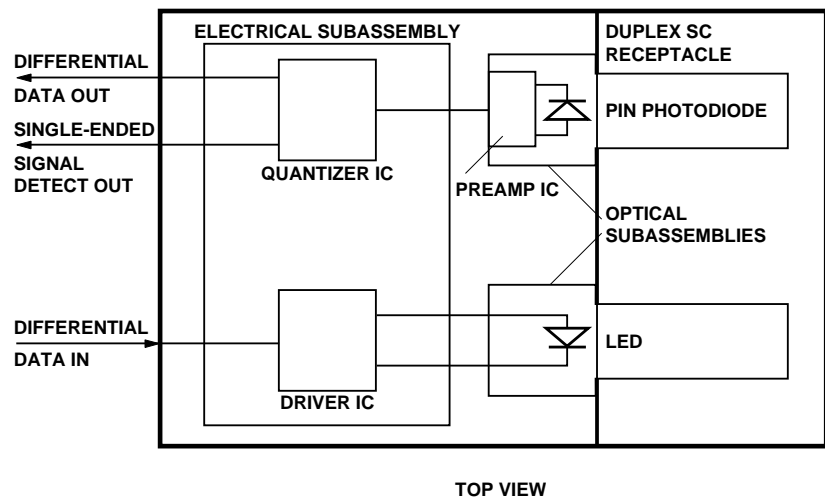 ELECTRICAL SUBASSEMBLY
DUPLEX SC
RECEPTACLE
DIFFERENTIAL
DATA OUT
SINGLE-ENDED
SIGNAL
DETECT OUT
QUANTIZER IC
PREAMP IC
PIN PHOTODIODE
OPTICAL
SUBASSEMBLIES
DIFFERENTIAL
DATA IN
DRIVER IC
LED
TOP VIEW